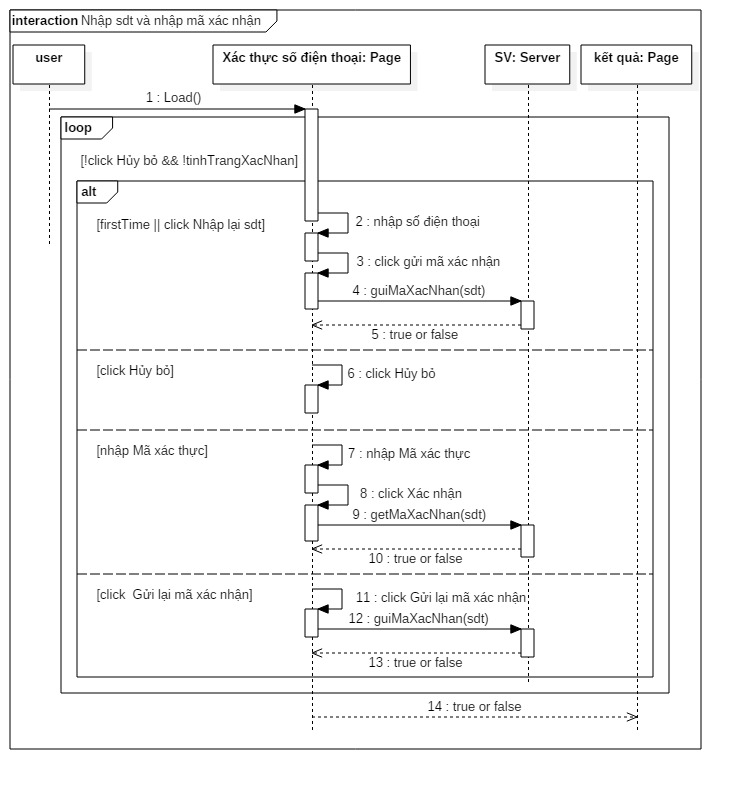 interaction Nhập sdt và nhập mã xác nhận
user
Xác thực số điện thoại: Page
SV: Server
kết quả: Page
1 : Load()
loop
[!click Hủy bỏ && !tinhTrangXacNhan]
alt
[firstTime || click Nhập lại sdt]
2 : nhập số điện thoại
3 : click gửi mã xác nhận
4 : guiMaXacNhan(sdt)
5 : true or false
[click Hủy bỏ]
6 : click Hủy bỏ
[nhập Mã xác thực]
7 : nhập Mã xác thực
8 : click Xác nhận
9 : getMaXacNhan(sdt)
10 : true or false
[click  Gửi lại mã xác nhận]
11 : click Gửi lại mã xác nhận
12 : guiMaXacNhan(sdt)
13 : true or false
14 : true or false